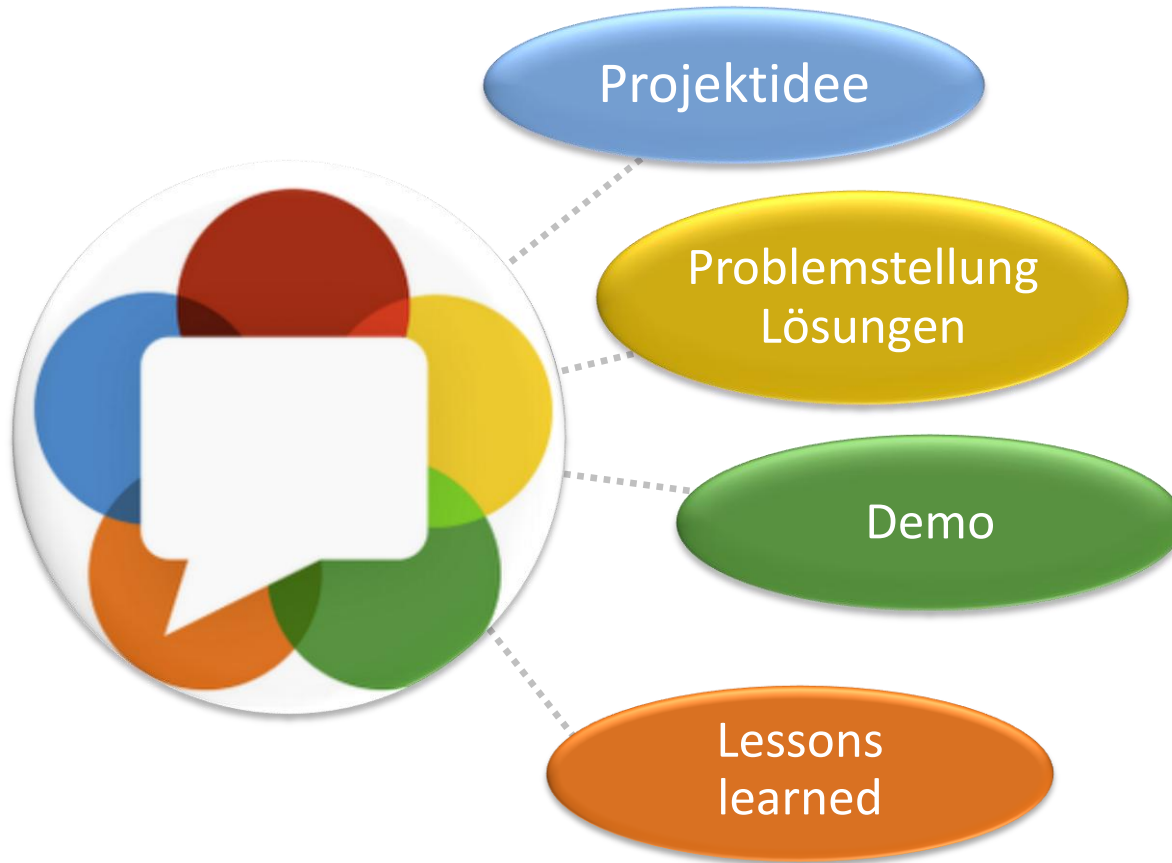 Projektidee
Problemstellung
Lösungen
Demo
Lessons
learned